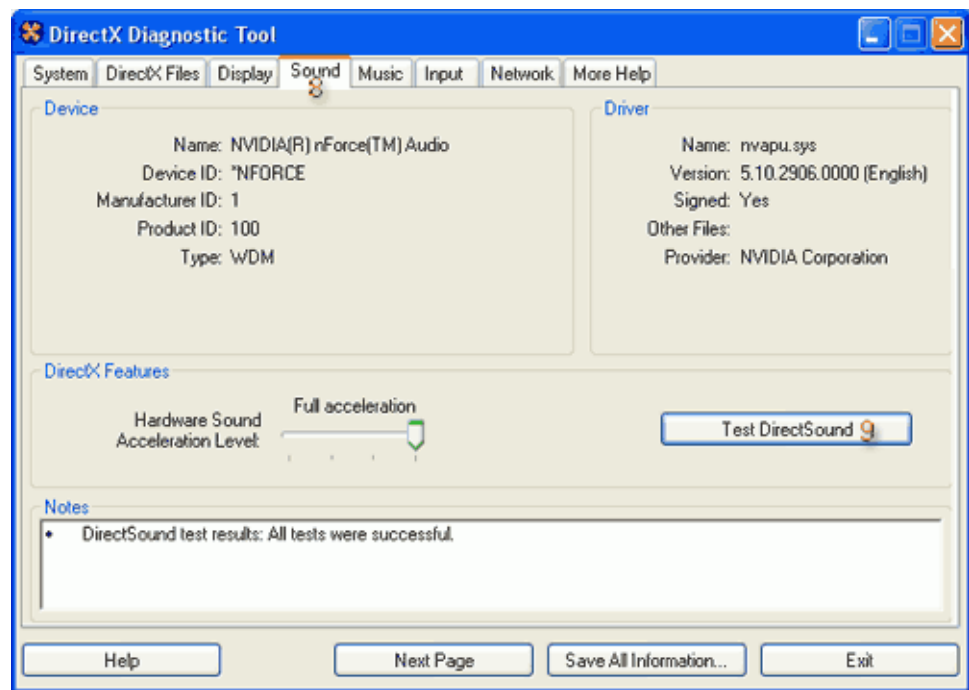 DirectX Diagnostic Tool
System DirectX Files Display Sound Music Input Network More Help
8
Device
Name: NVIDIA(R) nForce(TM) Audio
Device ID: "NFORCE
Manufacturer ID: 1
Product ID: 100
Type: WDM
Driver
Name: nvapu.sys
Version: 5.10.2906.0000 (English)
Signed: Yes
Other Files:
Provider: NVIDIA Corporation
DirectX Features
Hardware Sound
Acceleration Level:
Full acceleration
Test DirectSound 9
Notes
• DirectSound test results: All tests were successful.
Help Next Page Save All Information... Exit